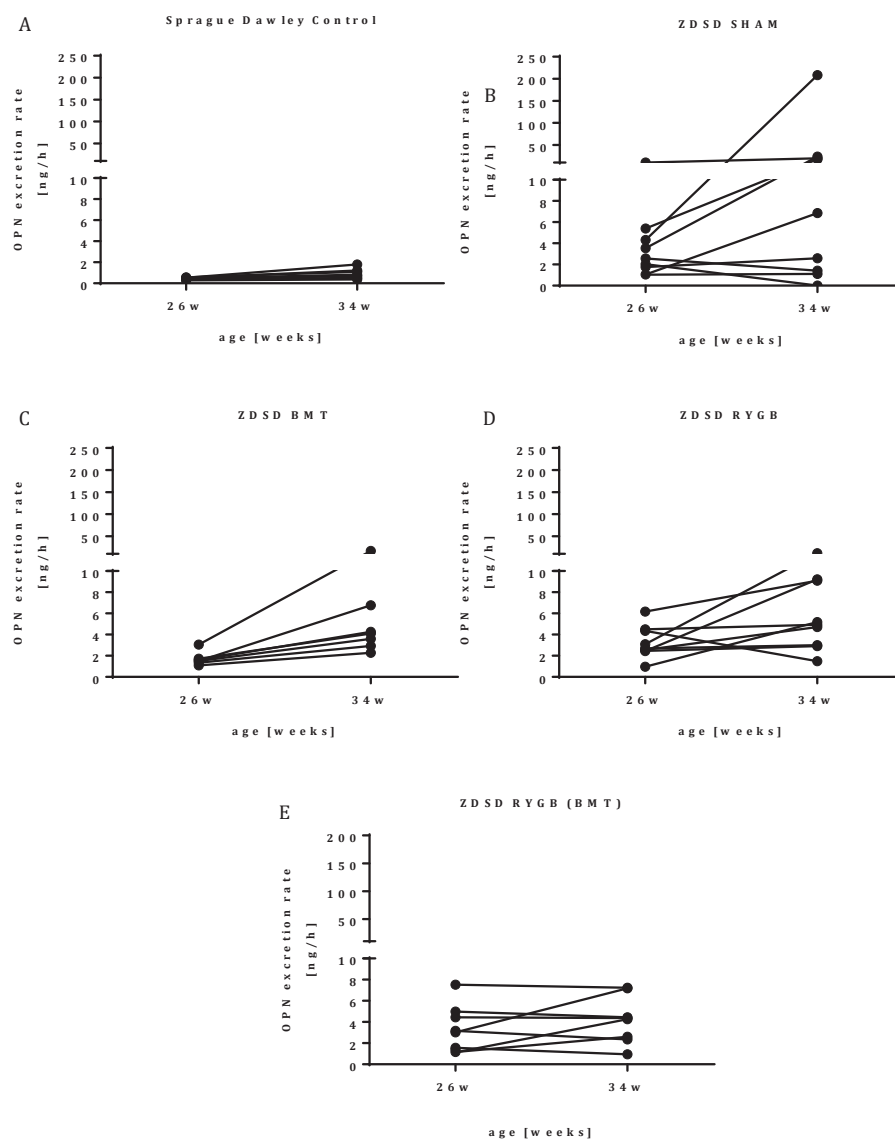 A
Sprague Dawley Control
250
200
150
100
50
10
8
6
4
2
0
OPN excretion rate
[ng/h]
26w
34w
age [weeks]
B
ZDSD SHAM
250
200
150
100
50
10
8
6
4
2
0
OPN excretion rate
[ng/h]
26w
34w
age [weeks]
C
ZDSD BMT
250
200
150
100
50
10
8
6
4
2
0
OPN excretion rate
[ng/h]
26w
34w
age [weeks]
D
ZDSD RYGB
250
200
150
100
50
10
8
6
4
2
0
OPN excretion rate
[ng/h]
26w
34w
age [weeks]
E
ZDSD RYGB (BMT)
200
150
100
50
10
8
6
4
2
0
OPN excretion rate
[ng/h]
26w
34w
age [weeks]